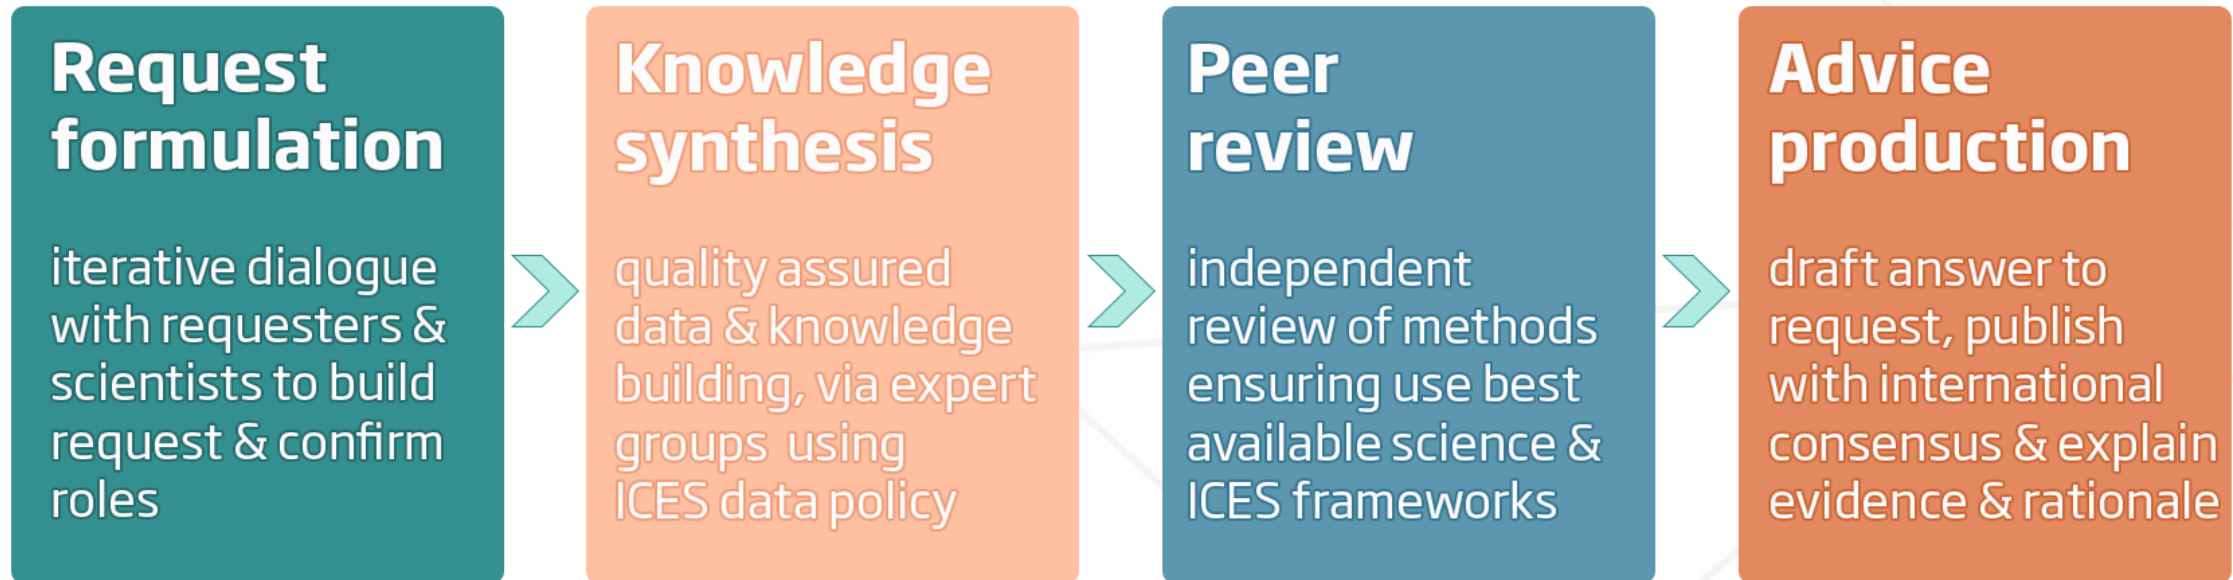 Request
formulation
iterative dialogue
with requesters &
scientists to build
request & confirm
roles
Knowledge
synthesis
quality assured
data & knowledge
building, via expert
groups using
ICES data policy
Peer
review
independent
review of methods
ensuring use best
available science &
ICES frameworks
Advice
production
draft answer to
request, publish
with international
consensus & explain
evidence & rationale